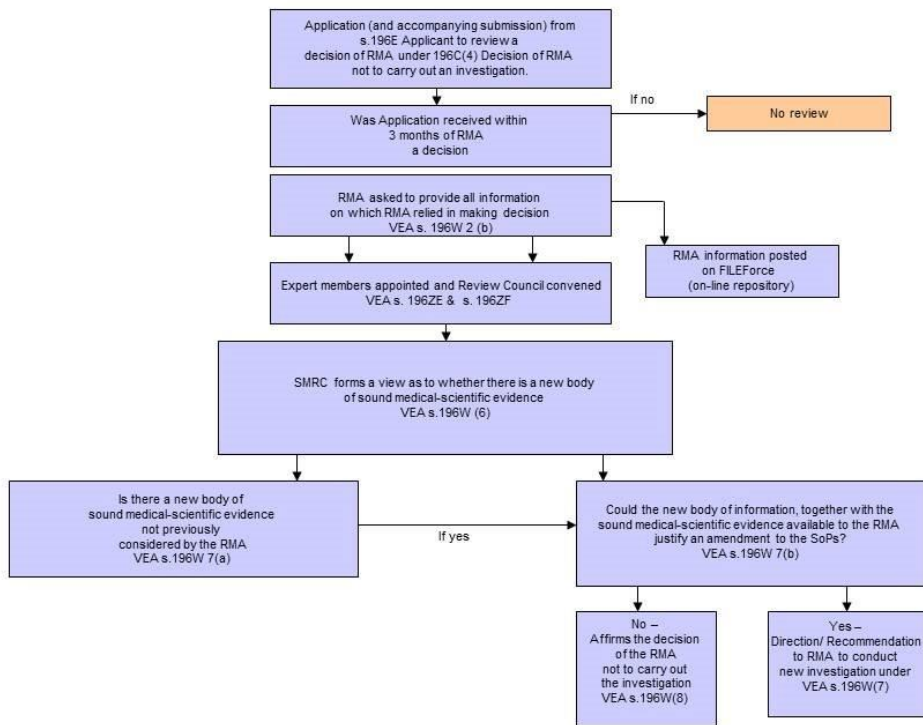 Application (and accompanying submission) from
s.196E Applicant to review a
decision of RMA under 196C(4) Decision of RMA
not to carry out an investigation.
If no
No review
Was Application received within
3 months of RMA
a decision
RMA asked to provide all information
on which RMA relied in making decision
VEA s. 196W 2 (b)
RMA information posted
on FILEForce
(on-line repository)
Expert members appointed and Review Council convened
VEA s. 196ZE & s. 196ZF
SMRC forms a view as to whether there is a new body
of sound medical-scientific evidence
VEA s.196W (6)
Is there a new body of
sound medical-scientific evidence
not previously
considered by the RMA
VEA s.196W 7(a)
If yes
Could the new body of information, together with the
sound medical-scientific evidence available to the RMA
justify an amendment to the SoPs?
VEA s.196W 7(b)
No –
Affirms the decision
of the RMA
not to carry out
the investigation
VEA s.196W(8)
Yes –
Direction/ Recommendation
to RMA to conduct
new investigation under
VEA s.196W(7)